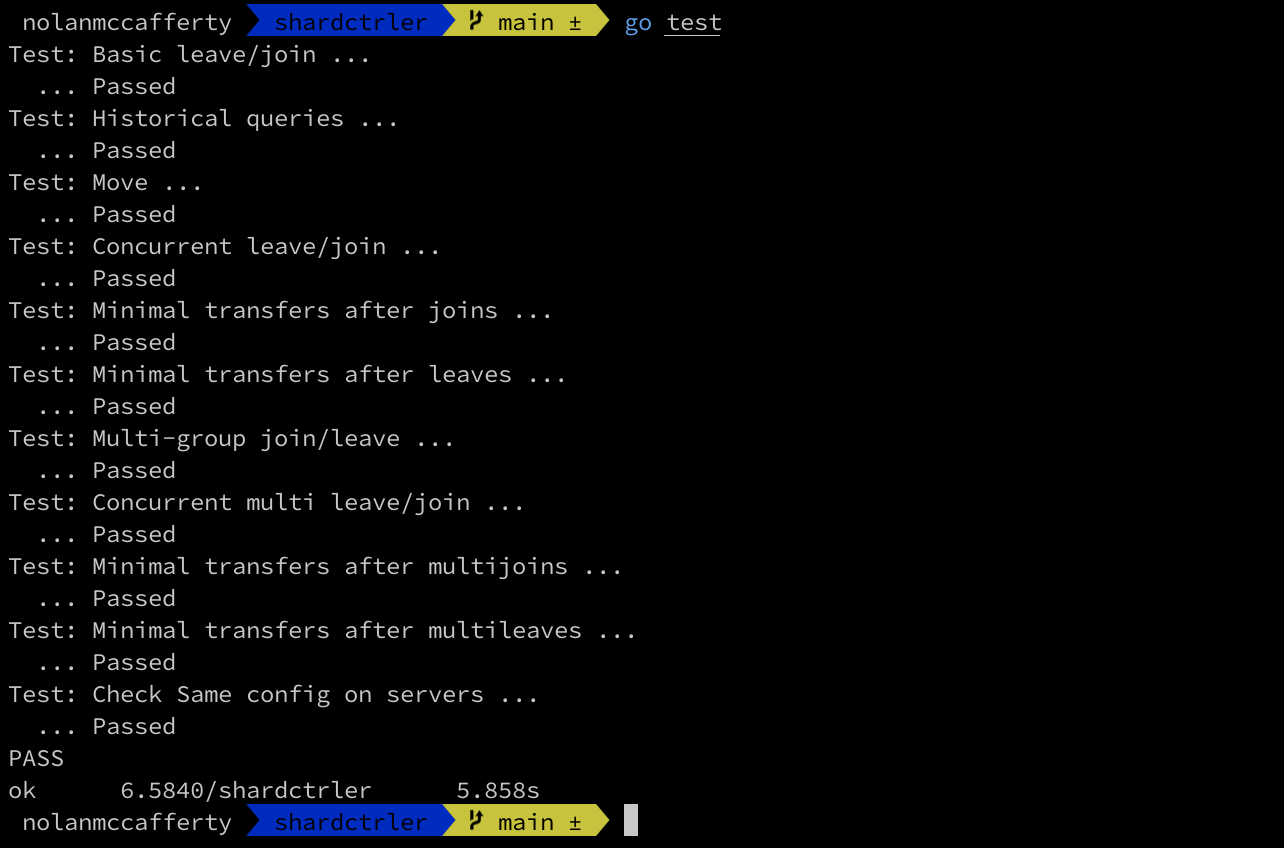 nolanmccafferty shardctrler main ± go test
Test: Basic leave/join ...
  ... Passed
Test: Historical queries ...
  ... Passed
Test: Move ...
  ... Passed
Test: Concurrent leave/join ...
  ... Passed
Test: Minimal transfers after joins ...
  ... Passed
Test: Minimal transfers after leaves ...
  ... Passed
Test: Multi-group join/leave ...
  ... Passed
Test: Concurrent multi leave/join ...
  ... Passed
Test: Minimal transfers after multijoins ...
  ... Passed
Test: Minimal transfers after multileaves ...
  ... Passed
Test: Check Same config on servers ...
  ... Passed
PASS
ok      6.5840/shardctrler      5.858s
nolanmccafferty shardctrler main ±